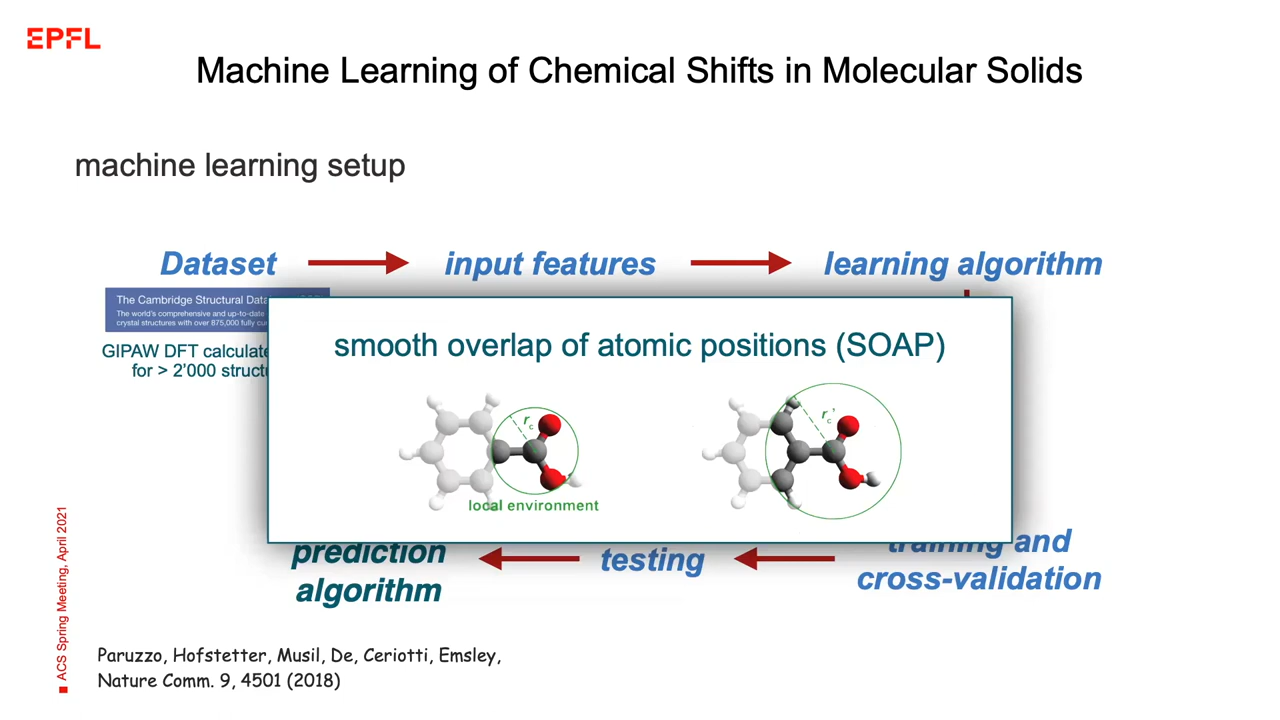 EPFL
Machine Learning of Chemical Shifts in Molecular Solids
machine learning setup
Dataset
input features
learning algorithm
The Cambridge Structural Data
The world's comprehensive and up-to-date
crystal structures with over 875,000 fully
GIPAW DFT
for > 2'000
smooth overlap of atomic positions (SOAP)
rc
rc'
local environment
prediction
algorithm
testing
training and
cross-validation
ACS Spring Meeting, April 2021
Paruzzo, Hofstetter, Musil, De, Ceriotti, Emsley,
Nature Comm. 9, 4501 (2018)